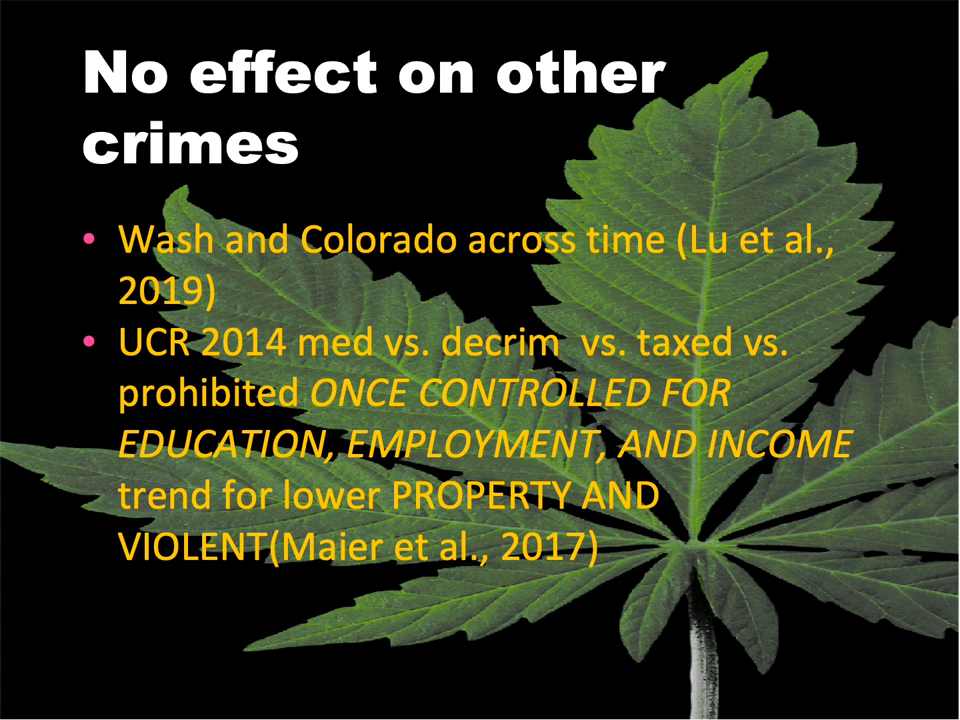 No effect on other
crimes
• Wash and Colorado across time (Lu et al.,
2019)
• UCR 2014 med vs. decrim  vs. taxed vs.
prohibited ONCE CONTROLLED FOR
EDUCATION, EMPLOYMENT, AND INCOME
trend for lower PROPERTY AND
VIOLENT(Maier et al., 2017)